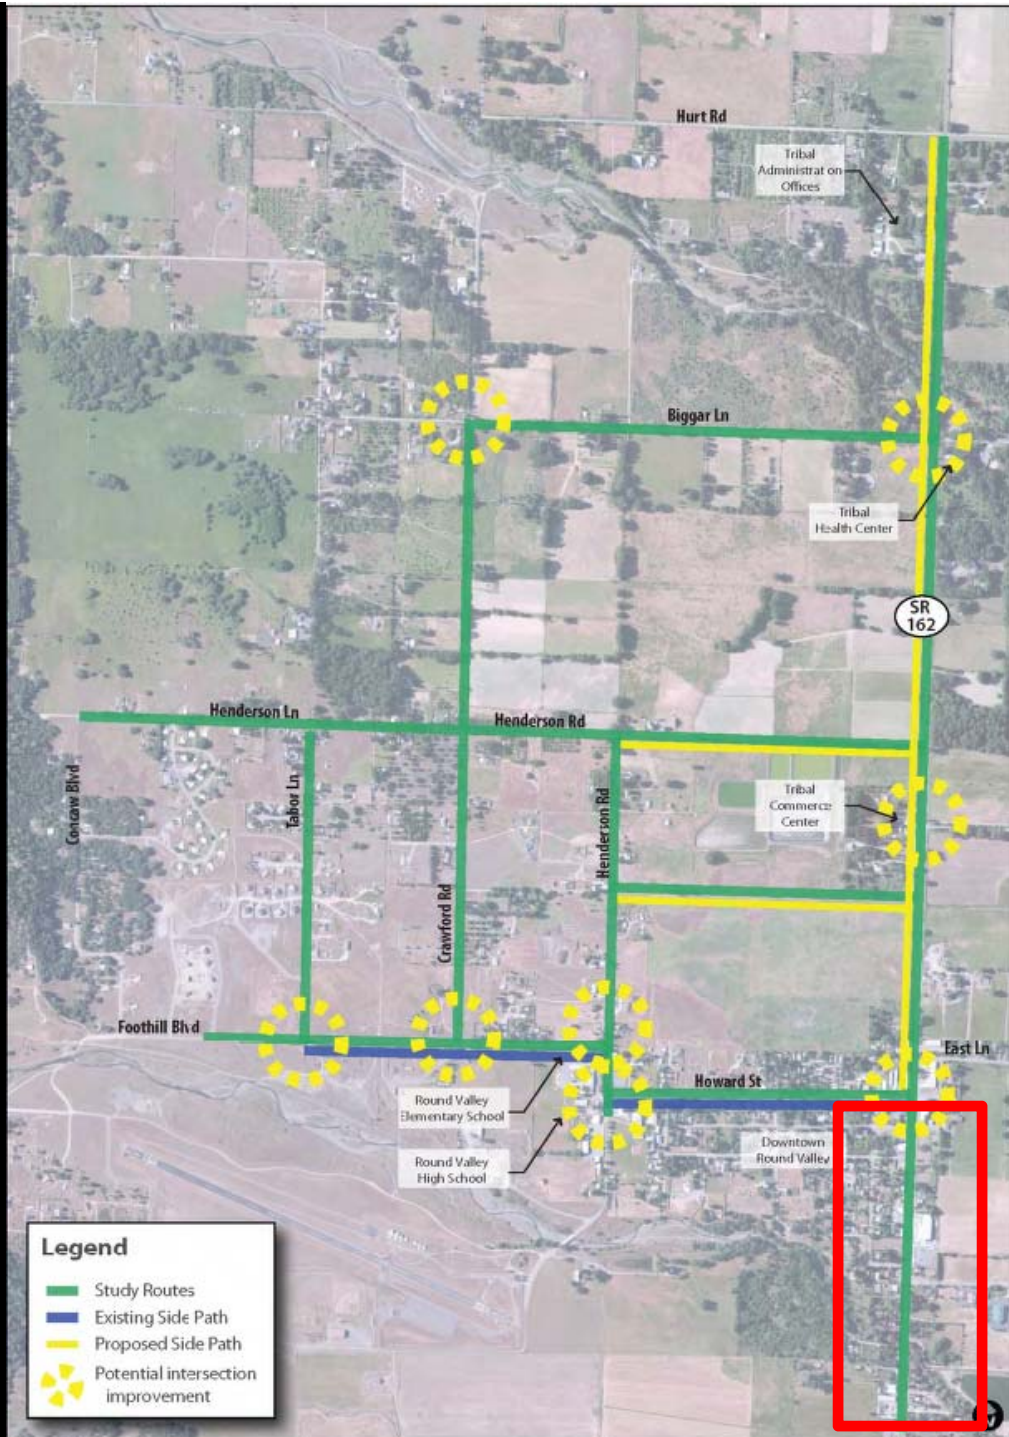 Hurt Rd
Tribal
Administration
Offices
Biggar Ln
Tribal
Health Center
SR
162
Henderson Ln
Henderson Rd
Concaw Blvd
Tabor Ln
Crawford Rd
Henderson Rd
Tribal
Commerce
Center
Foothill Blvd
East Ln
Howard St
Round Valley
Elementary School
Round Valley
High School
Downtown
Round Valley
Legend
Study Routes
Existing Side Path
Proposed Side Path
Potential intersection
improvement